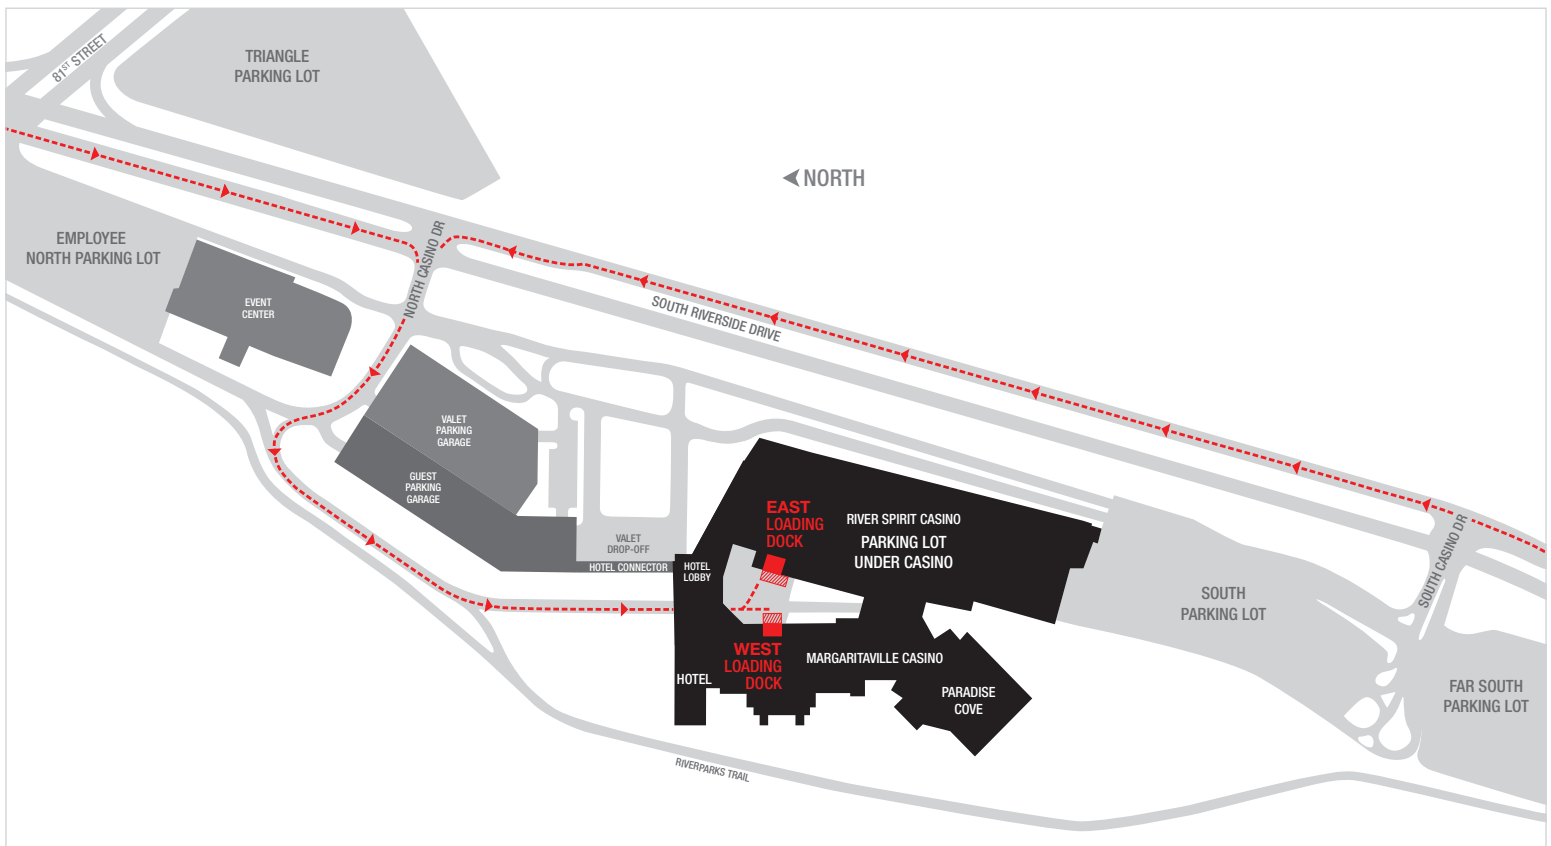 81ST STREET
TRIANGLE
PARKING LOT
NORTH
EMPLOYEE
NORTH PARKING LOT
EVENT
CENTER
NORTH CASINO DR
SOUTH RIVERSIDE DRIVE
VALET
PARKING
GARAGE
GUEST
PARKING
GARAGE
VALET
DROP-OFF
HOTEL CONNECTOR
HOTEL
LOBBY
EAST
LOADING
DOCK
RIVER SPIRIT CASINO
PARKING LOT
UNDER CASINO
SOUTH CASINO DR
SOUTH
PARKING LOT
WEST
LOADING
DOCK
HOTEL
MARGARITAVILLE CASINO
PARADISE
COVE
FAR SOUTH
PARKING LOT
RIVERPARKS TRAIL